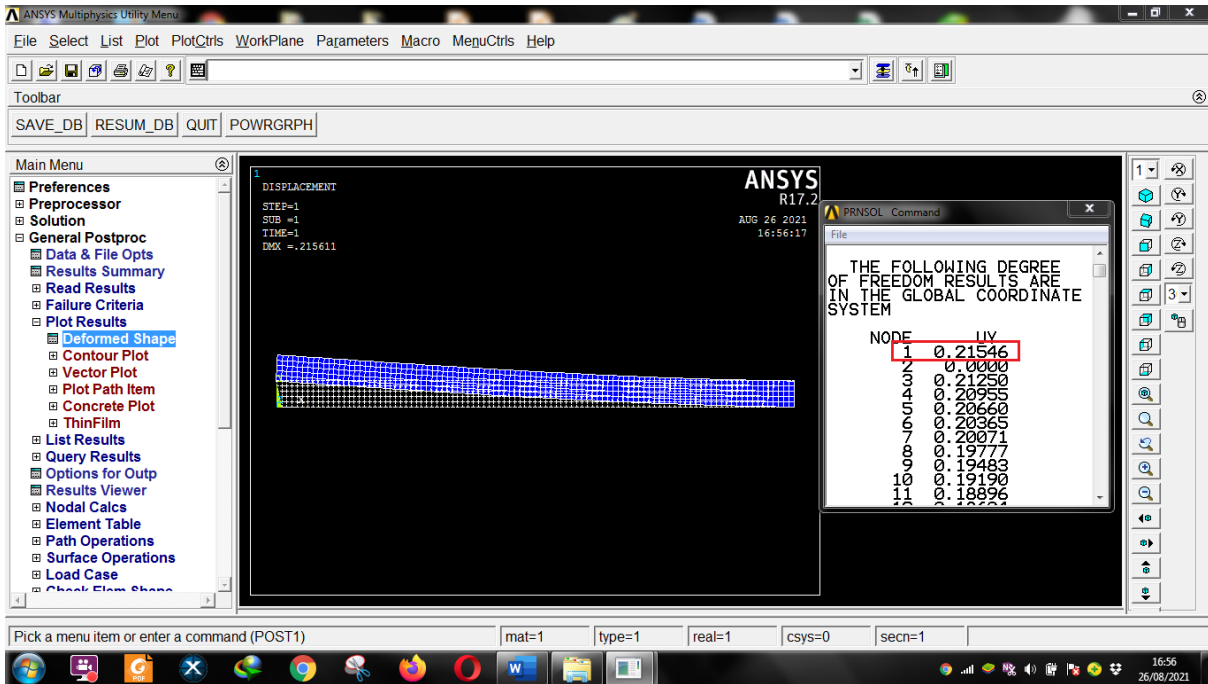 ANSYS Multiphysics Utility Menu
File Select List Plot PlotCtrls WorkPlane Parameters Macro MenuCtrls Help
Toolbar
SAVE_DB RESUM_DB QUIT POWRGRPH
Main Menu
Preferences
Preprocessor
Solution
General Postproc
Data & File Opts
Results Summary
Read Results
Failure Criteria
Plot Results
Deformed Shape
Contour Plot
Vector Plot
Plot Path Item
Concrete Plot
ThinFilm
List Results
Query Results
Options for Outp
Results Viewer
Nodal Calcs
Element Table
Path Operations
Surface Operations
Load Case
Check Elem Shape
1
DISPLACEMENT
STEP=1
SUB =1
TIME=1
DMX =.215611
ANSYS
R17.2
AUG 26 2021
16:56:17
X
PRNSOL Command
File
THE FOLLOWING DEGREE
OF FREEDOM RESULTS ARE
IN THE GLOBAL COORDINATE
SYSTEM
NODE UY
1 0.21546
2 0.0000
3 0.21250
4 0.20955
5 0.20660
6 0.20365
7 0.20071
8 0.19777
9 0.19483
10 0.19190
11 0.18896
1
3
Pick a menu item or enter a command (POST1)
mat=1 type=1 real=1 csys=0 secn=1
16:56
26/08/2021